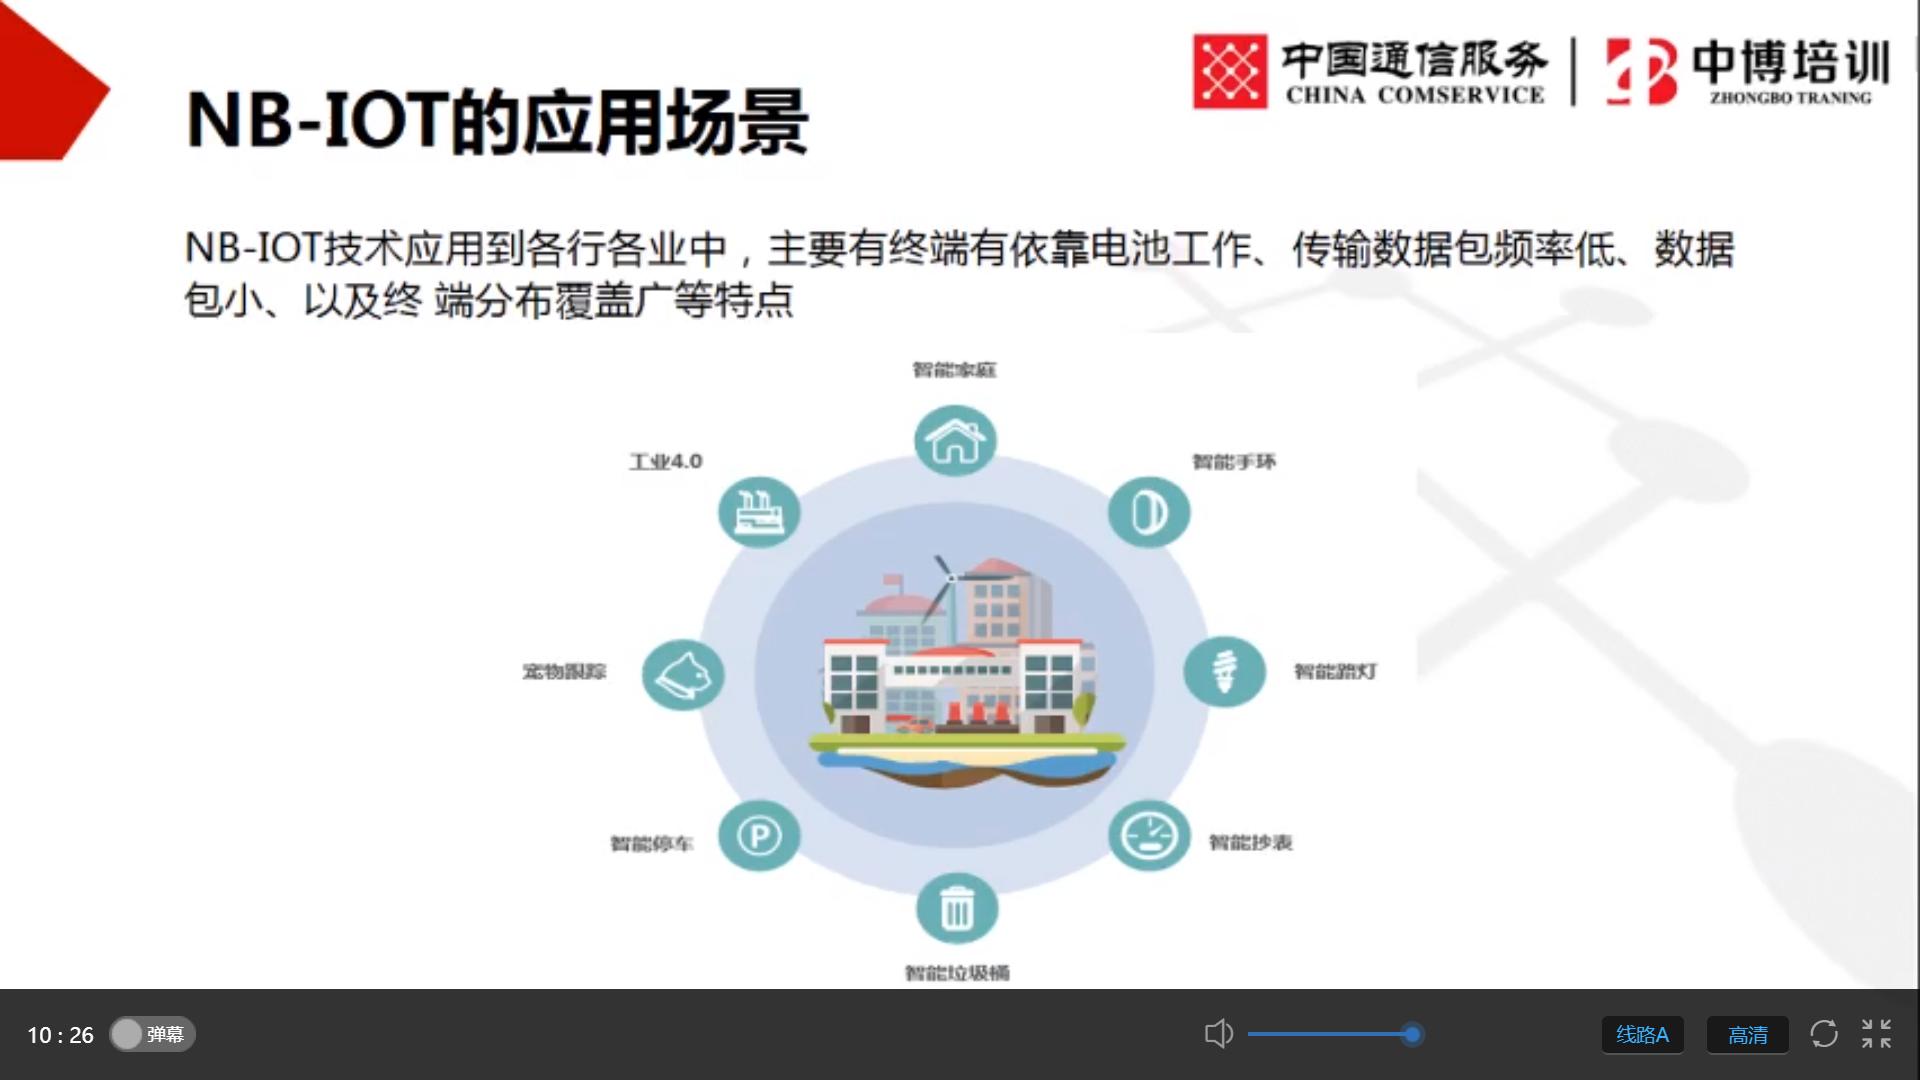 中国通信服务
CHINA COMSERVICE
中博培训
ZHONGBO TRANING
NB-IOT的应用场景
NB-IOT技术应用到各行各业中，主要有终端有依靠电池工作、传输数据包频率低、数据
包小、以及终 端分布覆盖广等特点
智能家庭
工业4.0
智能手环
宠物跟踪
智能路灯
智能停车
P
智能抄表
智能垃圾桶
10 : 26
弹幕
线路A
高清